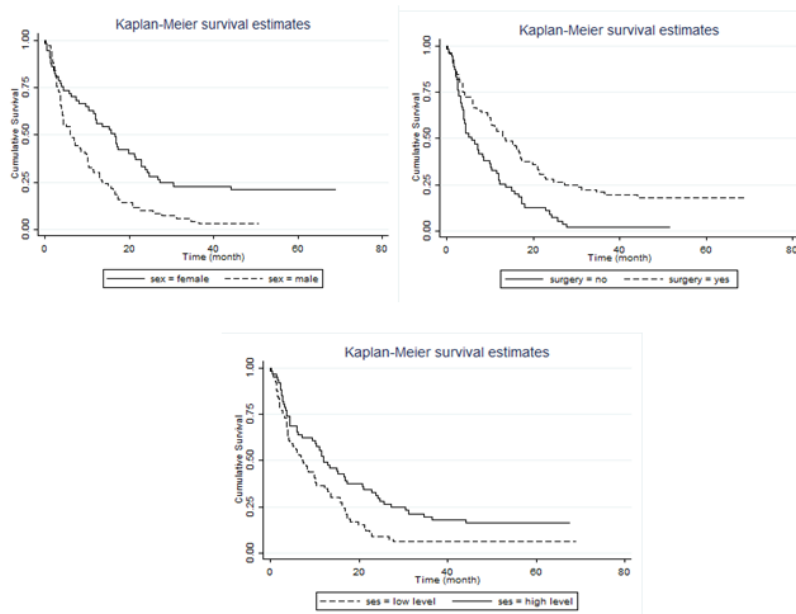 Kaplan-Meier survival estimates
Cumulative Survival
1.00
0.75
0.50
0.25
0.00
0 20 40 60 80
Time (month)
sex = female sex = male
Kaplan-Meier survival estimates
Cumulative Survival
1.00
0.75
0.50
0.25
0.00
0 20 40 60 80
Time (month)
surgery = no surgery = yes
Kaplan-Meier survival estimates
Cumulative Survival
1.00
0.75
0.50
0.25
0.00
0 20 40 60 80
Time (month)
ses = low level ses = high level